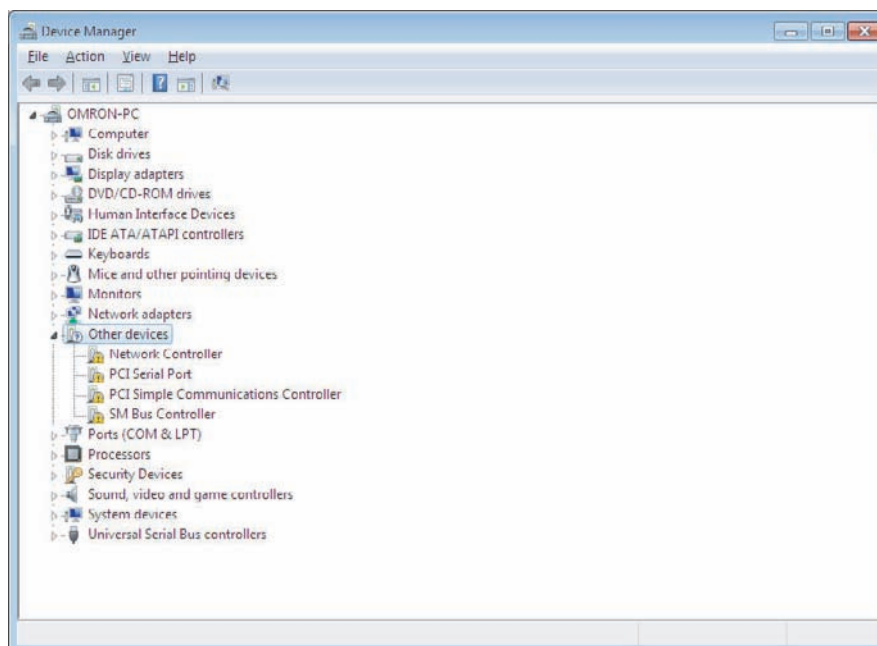 Device Manager
File Action View Help
OMRON-PC
Computer
Disk drives
Display adapters
DVD/CD-ROM drives
Human Interface Devices
IDE ATA/ATAPI controllers
Keyboards
Mice and other pointing devices
Monitors
Network adapters
Other devices
Network Controller
PCI Serial Port
PCI Simple Communications Controller
SM Bus Controller
Ports (COM & LPT)
Processors
Security Devices
Sound, video and game controllers
System devices
Universal Serial Bus controllers